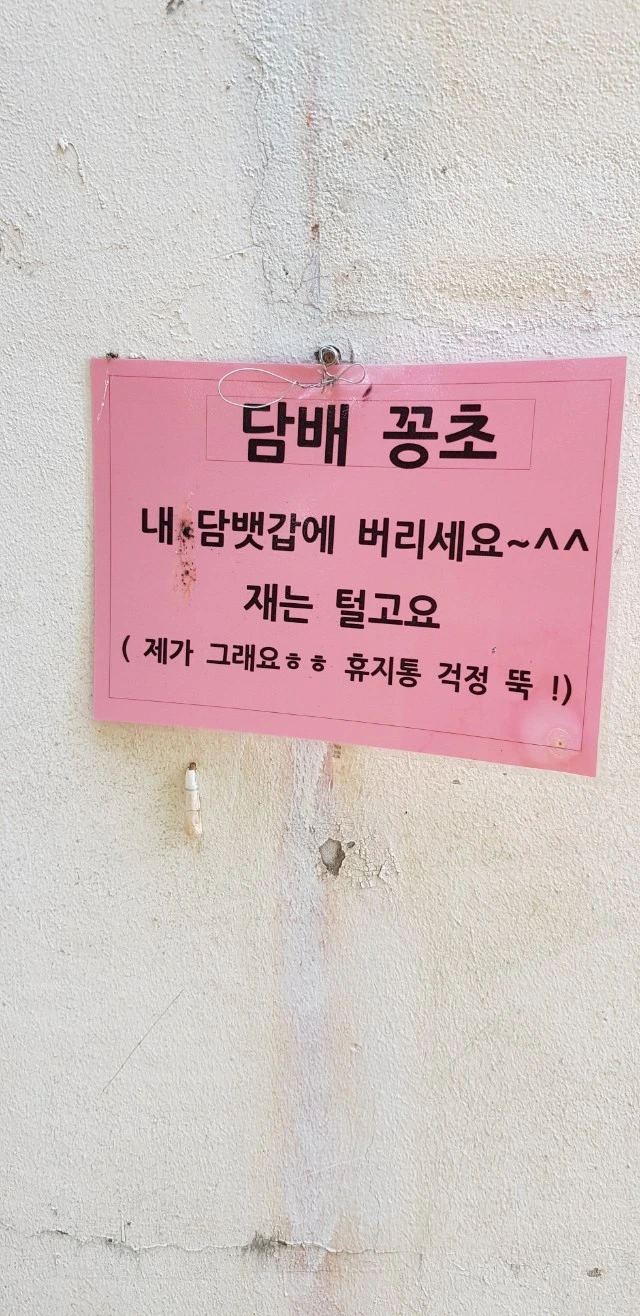 담배 꽁초
내 담뱃갑에 버리세요~^^
재는 털고요
( 제가 그래요ㅎㅎ 휴지통 걱정 뚝 !)